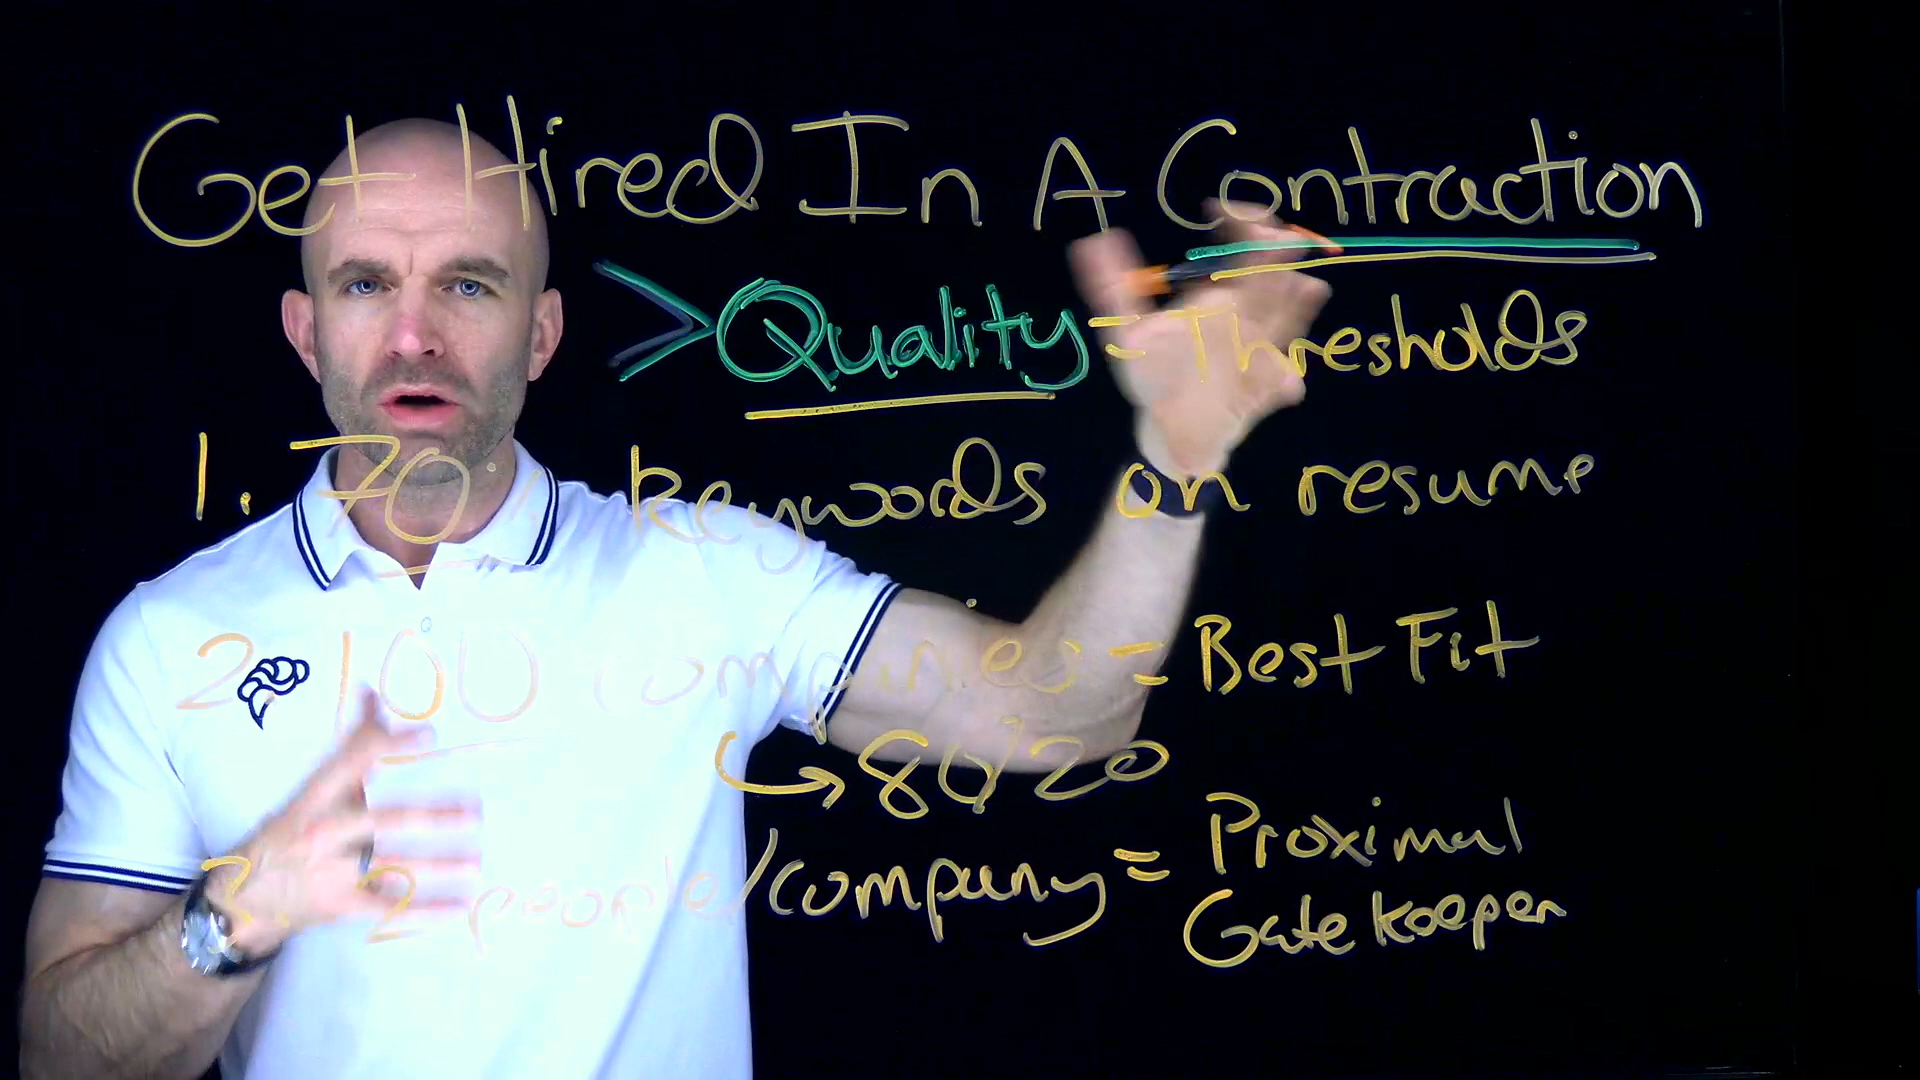 Get Hired In A Contraction
> Quality = Thresholds
1. 70% keywords on resume
2. 100 companies = Best Fit
↪ 80/20
3. 2 people/company = Proximal
Gatekeeper